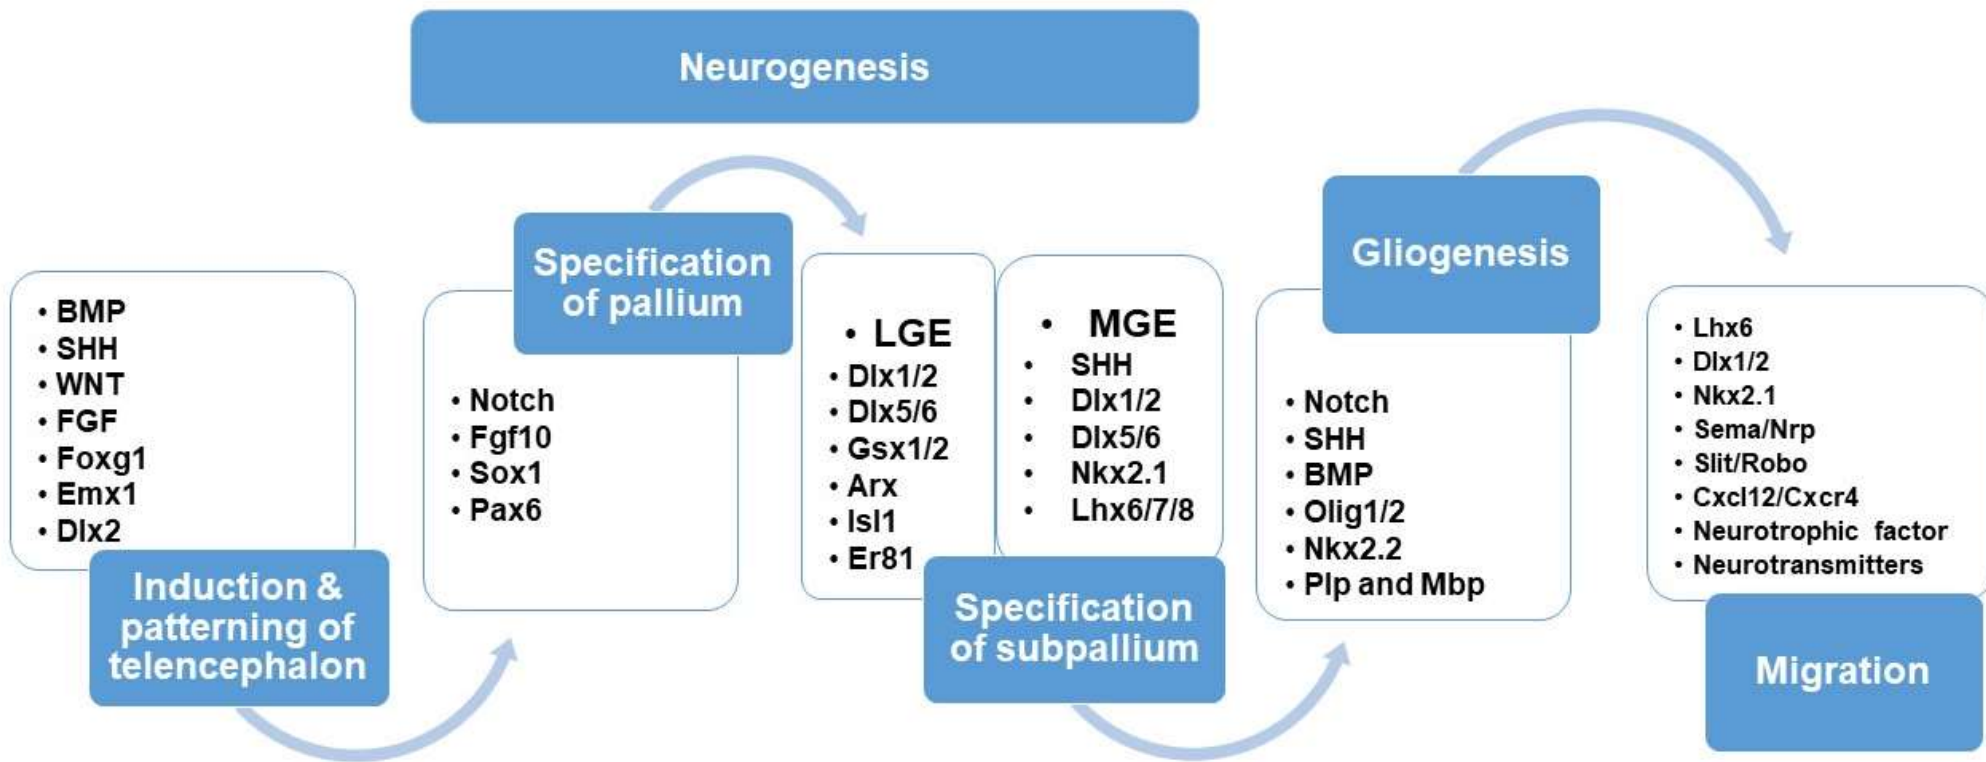 Neurogenesis
• BMP
• SHH
• WNT
• FGF
• Foxg1
• Emx1
• Dlx2
Induction &
patterning of
telencephalon
Specification
of pallium
• Notch
• Fgf10
• Sox1
• Pax6
• LGE
• Dlx1/2
• Dlx5/6
• Gsx1/2
• Arx
• Isl1
• Er81
• MGE
• SHH
• Dlx1/2
• Dlx5/6
• Nkx2.1
• Lhx6/7/8
Specification
of subpallium
Gliogenesis
• Notch
• SHH
• BMP
• Olig1/2
• Nkx2.2
• Plp and Mbp
• Lhx6
• Dlx1/2
• Nkx2.1
• Sema/Nrp
• Slit/Robo
• Cxcl12/Cxcr4
• Neurotrophic factor
• Neurotransmitters
Migration